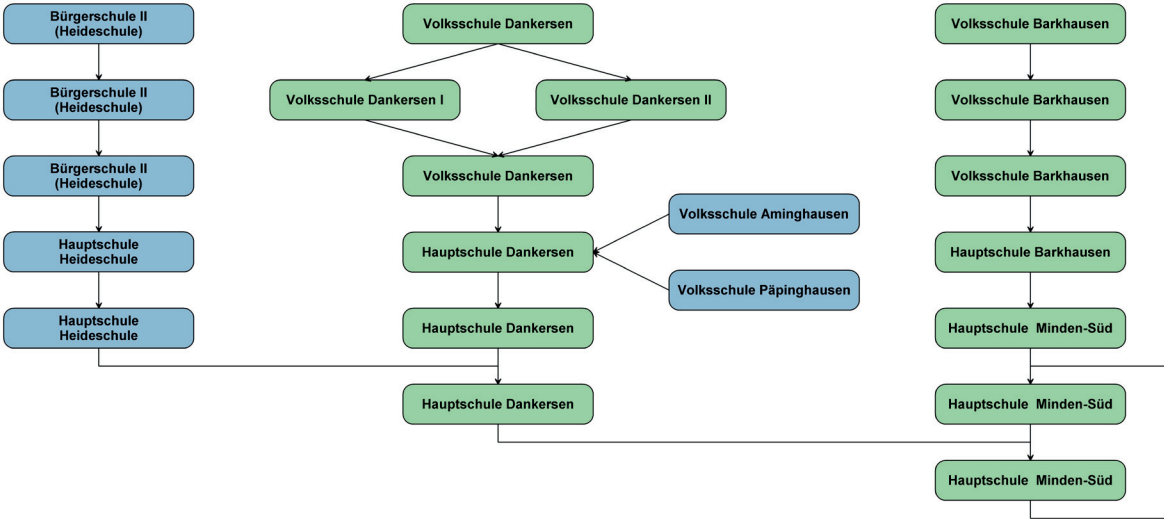 Bürgerschule II
(Heideschule)
Volksschule Dankersen
Volksschule Barkhausen
Bürgerschule II
(Heideschule)
Volksschule Dankersen I
Volksschule Dankersen II
Volksschule Barkhausen
Bürgerschule II
(Heideschule)
Volksschule Dankersen
Volksschule Barkhausen
Volksschule Aminghausen
Hauptschule
Heideschule
Hauptschule Dankersen
Hauptschule Barkhausen
Volksschule Päpinghausen
Hauptschule
Heideschule
Hauptschule Dankersen
Hauptschule Minden-Süd
Hauptschule Dankersen
Hauptschule Minden-Süd
Hauptschule Minden-Süd